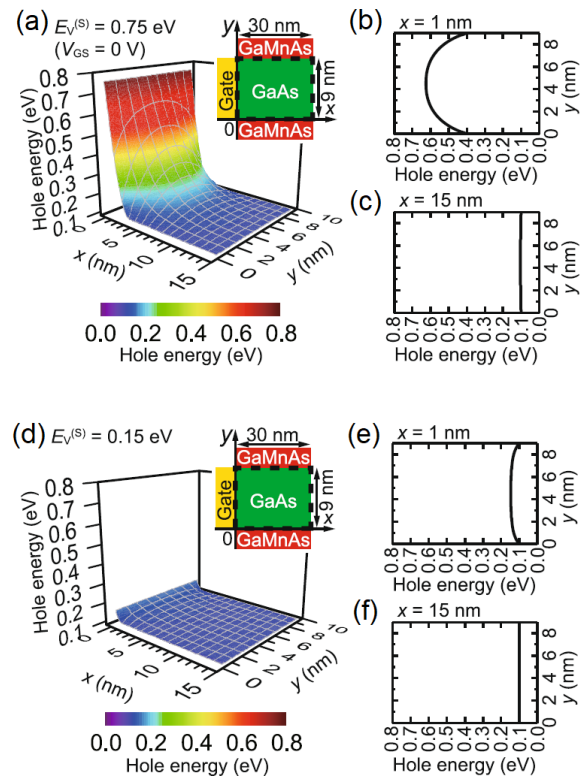 (a) E_V^(S) = 0.75 eV
(V_GS = 0 V)
y
30 nm
GaMnAs
Gate
GaAs
9 nm
x
0
GaMnAs
Hole energy (eV)
0.8
0.7
0.6
0.5
0.4
0.3
0.2
0.1
0
5
10
15
x (nm)
0
2
4
6
8
10
y (nm)
0.0 0.2 0.4 0.6 0.8
Hole energy (eV)
(b) x = 1 nm
0 2 4 6 8
y (nm)
0.8 0.7 0.6 0.5 0.4 0.3 0.2 0.1 0.0
Hole energy (eV)
(c) x = 15 nm
0 2 4 6 8
y (nm)
0.8 0.7 0.6 0.5 0.4 0.3 0.2 0.1 0.0
Hole energy (eV)
(d) E_V^(S) = 0.15 eV
y
30 nm
GaMnAs
Gate
GaAs
9 nm
x
0
GaMnAs
Hole energy (eV)
0.8
0.7
0.6
0.5
0.4
0.3
0.2
0.1
0
5
10
15
x (nm)
0
2
4
6
8
10
y (nm)
0.0 0.2 0.4 0.6 0.8
Hole energy (eV)
(e) x = 1 nm
0 2 4 6 8
y (nm)
0.8 0.7 0.6 0.5 0.4 0.3 0.2 0.1 0.0
Hole energy (eV)
(f) x = 15 nm
0 2 4 6 8
y (nm)
0.8 0.7 0.6 0.5 0.4 0.3 0.2 0.1 0.0
Hole energy (eV)